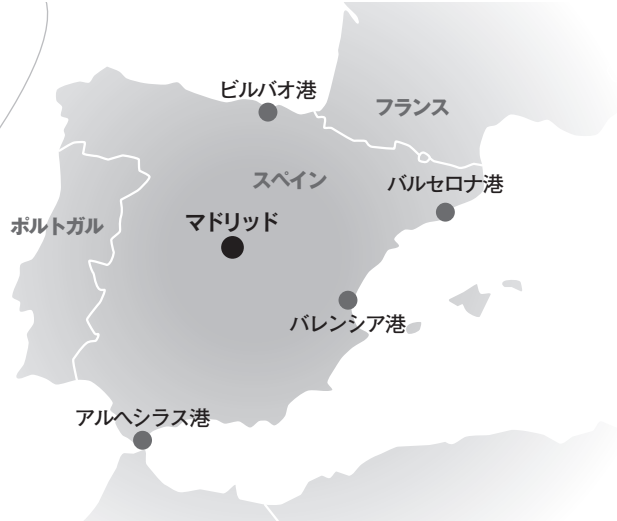 ビルバオ港
フランス
スペイン
バルセロナ港
ポルトガル
マドリッド
バレンシア港
アルヘシラス港